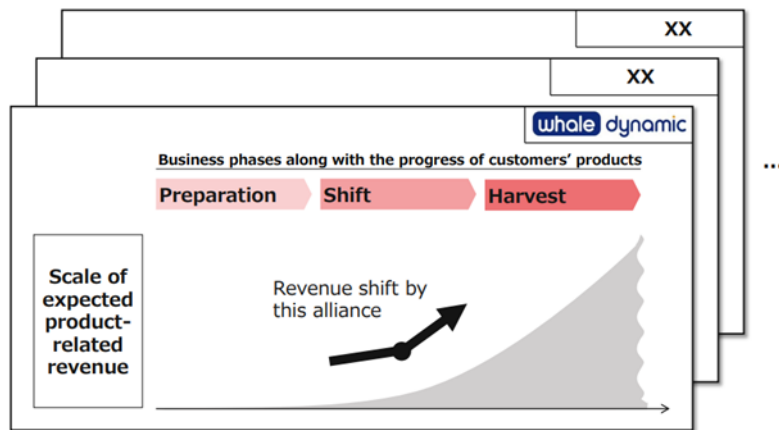 XX
XX
whale dynamic
...
Business phases along with the progress of customers’ products
Preparation
Shift
Harvest
Scale of
expected
product-
related
revenue
Revenue shift by
this alliance